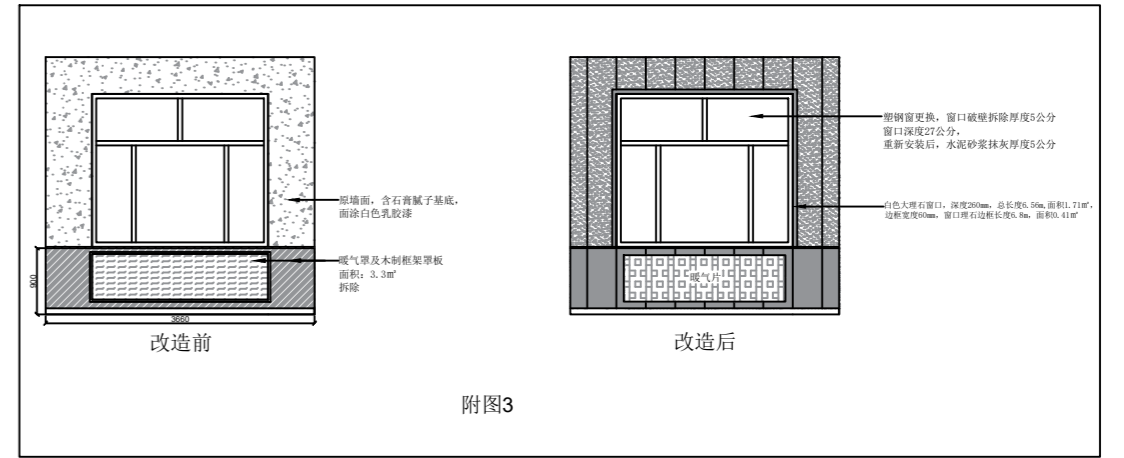 原墙面，含石膏腻子基底，
面涂白色乳胶漆
暖气罩及木制框架罩板
面积：3.3㎡
拆除
900
3660
改造前
塑钢窗更换，窗口破壁拆除厚度5公分
窗口深度27公分，
重新安装后，水泥砂浆抹灰厚度5公分
白色大理石窗口，深度260mm，总长度6.56m,面积1.71㎡，
边框宽度60mm，窗口理石边框长度6.8m，面积0.41㎡
暖气片
改造后
附图3